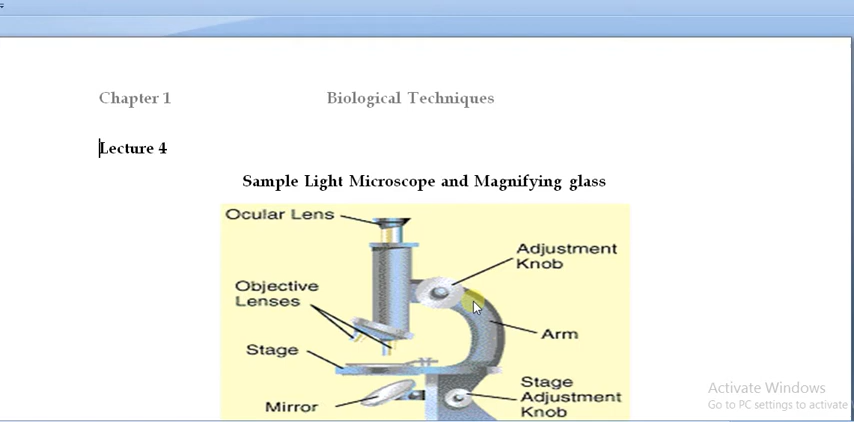 Chapter 1 Biological Techniques
Lecture 4
Sample Light Microscope and Magnifying glass
Ocular Lens
Adjustment
Knob
Objective
Lenses
Arm
Stage
Stage
Adjustment
Knob
Mirror
Activate Windows
Go to PC settings to activate